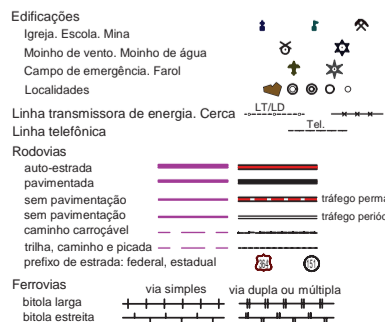 Edificações
Igreja. Escola. Mina
Moinho de vento. Moinho de água
Campo de emergência. Farol
Localidades
Linha transmissora de energia. Cerca LT/LD
Linha telefônica Tel.
Rodovias
auto-estrada
pavimentada
sem pavimentação tráfego perma
sem pavimentação tráfego periód
caminho carroçável
trilha, caminho e picada
prefixo de estrada: federal, estadual 364 151
Ferrovias via simples via dupla ou múltipla
bitola larga
bitola estreita